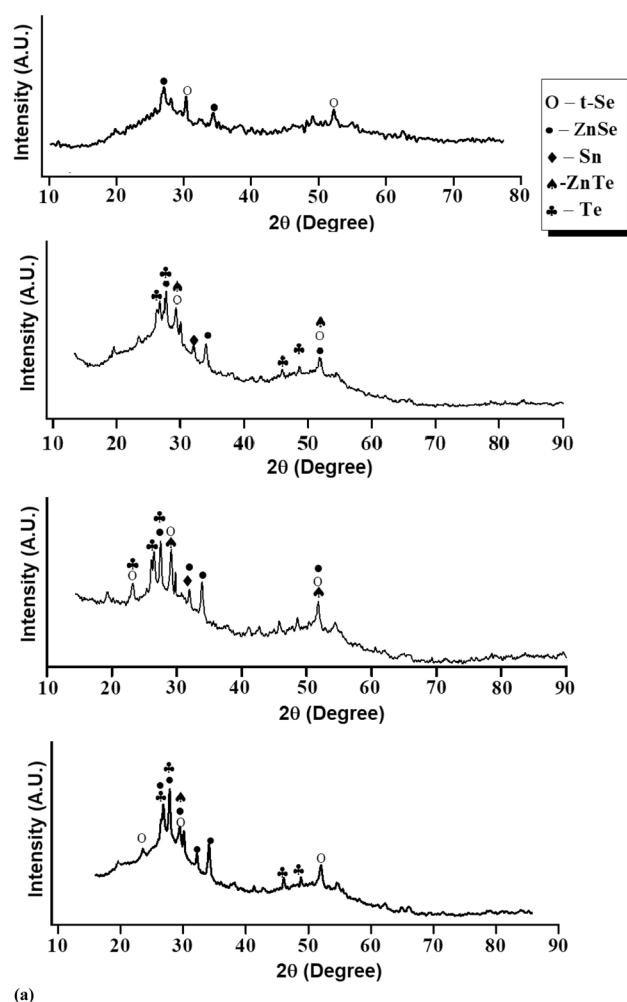 Intensity (A.U.)
O
O
10 20 30 40 50 60 70 80
2θ (Degree)
O – t-Se
● – ZnSe
♦ – Sn
♠-ZnTe
♣ – Te
Intensity (A.U.)
♣
♣ ●
♠
O
♦
●
♣
♣
♠
O
●
10 20 30 40 50 60 70 80 90
2θ (Degree)
Intensity (A.U.)
♣
O
♣
♣
●
O
♠
●
♦
●
●
O
♠
10 20 30 40 50 60 70 80 90
2θ (Degree)
Intensity (A.U.)
O
●
♣
♣
●
♠
●
O
●
●
♣
♣
O
10 20 30 40 50 60 70 80 90
2θ (Degree)
(a)